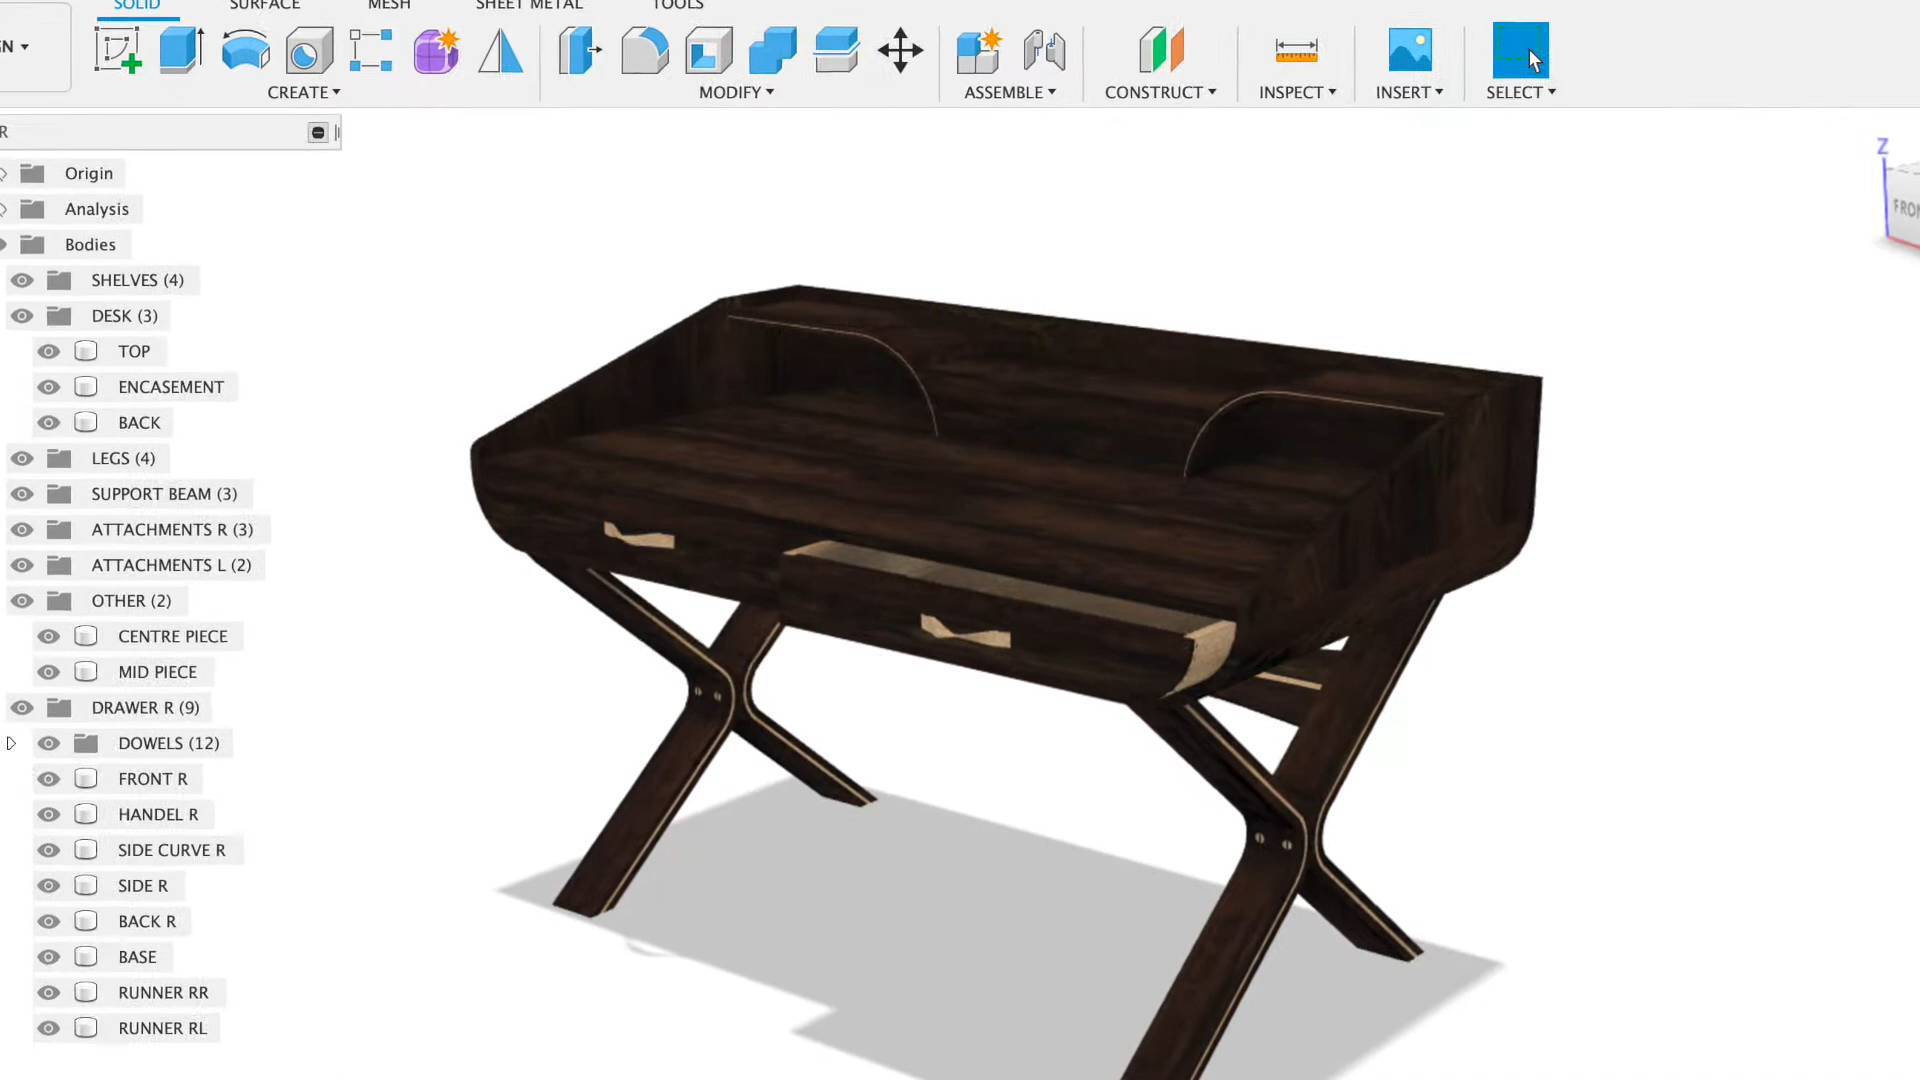 SOLID SURFACE MESH SHEET METAL TOOLS
GN
CREATE MODIFY ASSEMBLE CONSTRUCT INSPECT INSERT SELECT
R
Z
FRON
Origin
Analysis
Bodies
SHELVES (4)
DESK (3)
TOP
ENCASEMENT
BACK
LEGS (4)
SUPPORT BEAM (3)
ATTACHMENTS R (3)
ATTACHMENTS L (2)
OTHER (2)
CENTRE PIECE
MID PIECE
DRAWER R (9)
DOWELS (12)
FRONT R
HANDEL R
SIDE CURVE R
SIDE R
BACK R
BASE
RUNNER RR
RUNNER RL